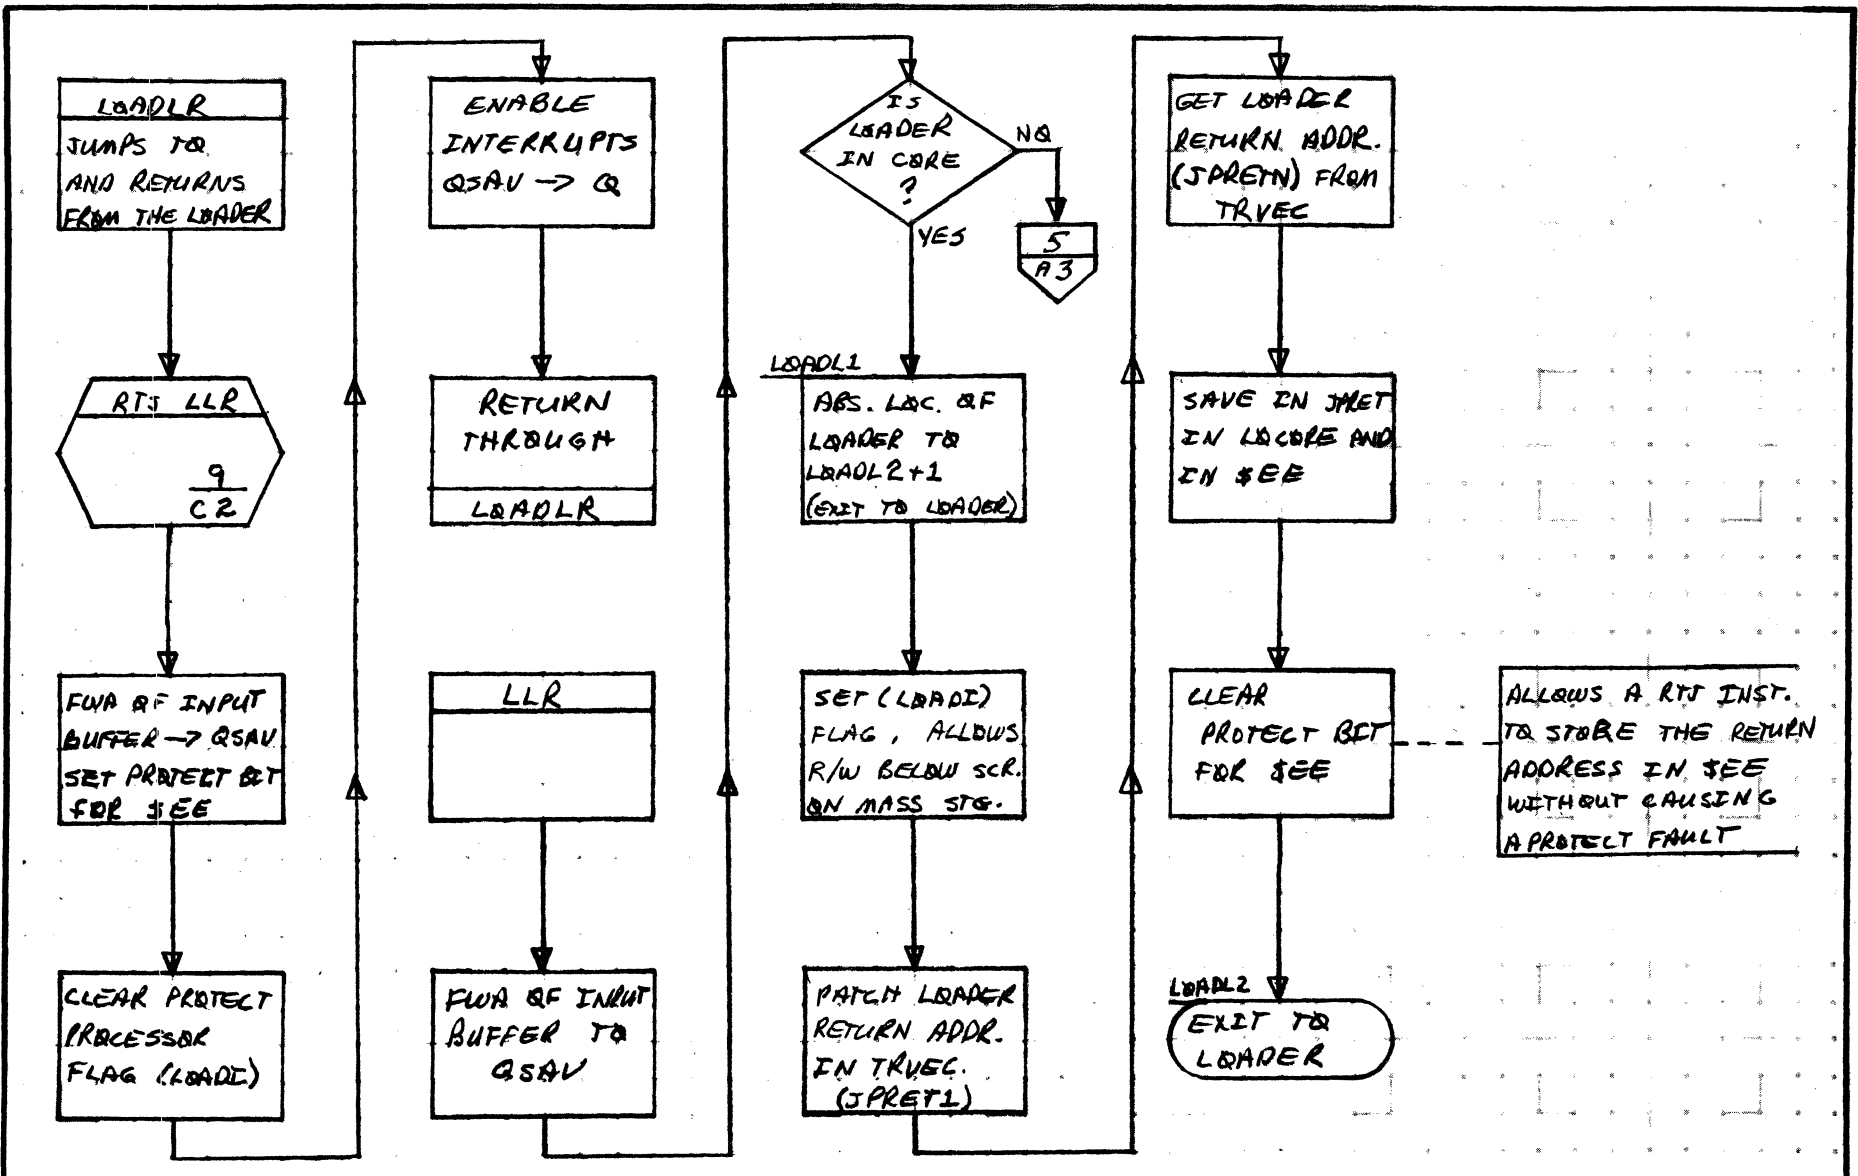 LOADLR
JUMPS TO
AND RETURNS
FROM THE LOADER
RTJ LLR
9
C2
FWA OF INPUT
BUFFER → QSAV
SET PROTECT BIT
FOR $EE
CLEAR PROTECT
PROCESSOR
FLAG (LOADI)
ENABLE
INTERRUPTS
QSAV → Q
RETURN
THROUGH
LOADLR
LLR
FWA OF INPUT
BUFFER TO
QSAV
IS
LOADER
IN CORE
?
NO
YES
5
A3
LOADL1
ABS. LOC. OF
LOADER TO
LOADL2+1
(EXIT TO LOADER)
SET (LOADI)
FLAG, ALLOWS
R/W BELOW SCR.
ON MASS STG.
PATCH LOADER
RETURN ADDR.
IN TRVEC.
(JPRET1)
GET LOADER
RETURN ADDR.
(JPRETN) FROM
TRVEC
SAVE IN JPRET
IN LOCORE AND
IN $EE
CLEAR
PROTECT BIT
FOR $EE
ALLOWS A RTJ INST.
TO STORE THE RETURN
ADDRESS IN $EE
WITHOUT CAUSING
A PROTECT FAULT
LOADL2
EXIT TO
LOADER